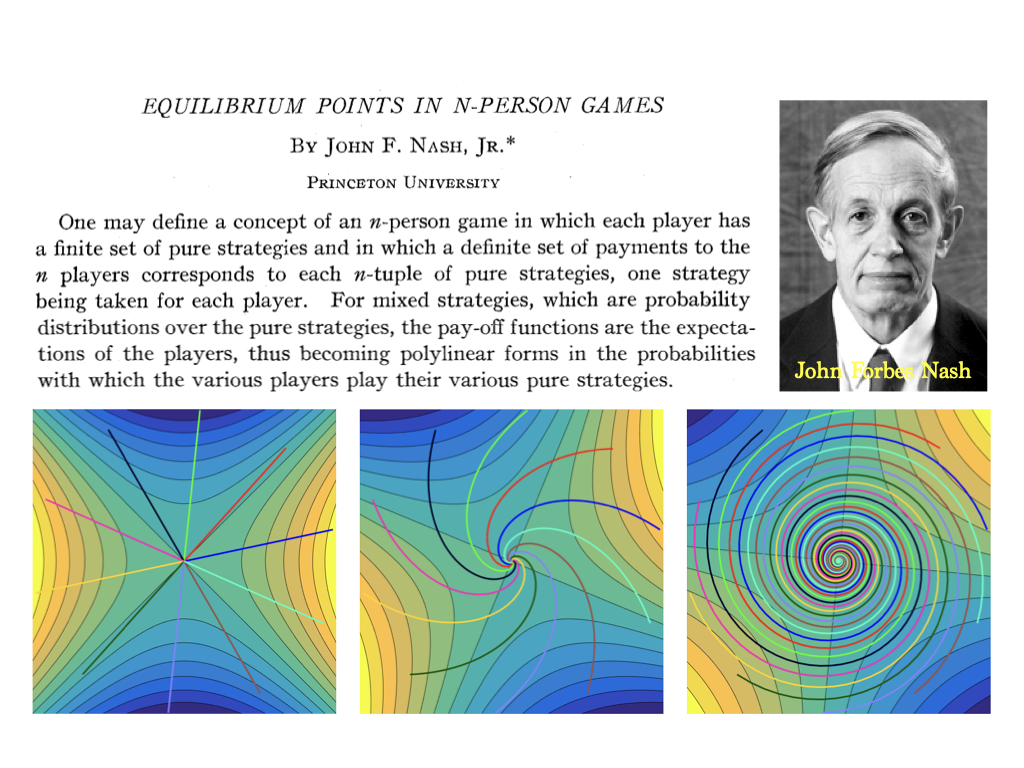 EQUILIBRIUM POINTS IN N-PERSON GAMES
BY JOHN F. NASH, JR.*
PRINCETON UNIVERSITY
One may define a concept of an n-person game in which each player has
a finite set of pure strategies and in which a definite set of payments to the
n players corresponds to each n-tuple of pure strategies, one strategy
being taken for each player. For mixed strategies, which are probability
distributions over the pure strategies, the pay-off functions are the expecta-
tions of the players, thus becoming polylinear forms in the probabilities
with which the various players play their various pure strategies.
John Forbes Nash